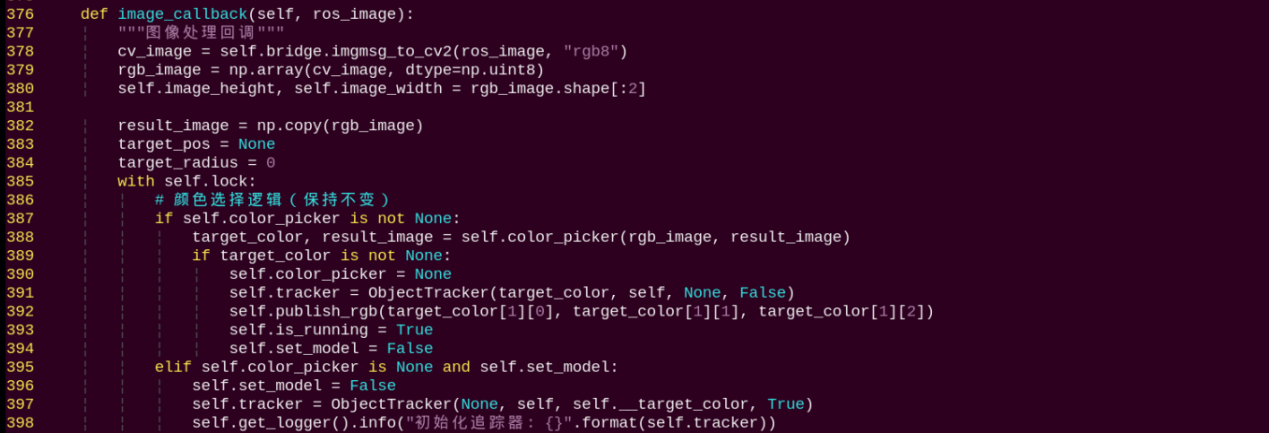 376 def image_callback(self, ros_image):
377 """图像处理回调"""
378 cv_image = self.bridge.imgmsg_to_cv2(ros_image, "rgb8")
379 rgb_image = np.array(cv_image, dtype=np.uint8)
380 self.image_height, self.image_width = rgb_image.shape[:2]
381
382 result_image = np.copy(rgb_image)
383 target_pos = None
384 target_radius = 0
385 with self.lock:
386 # 颜色选择逻辑（保持不变）
387 if self.color_picker is not None:
388 target_color, result_image = self.color_picker(rgb_image, result_image)
389 if target_color is not None:
390 self.color_picker = None
391 self.tracker = ObjectTracker(target_color, self, None, False)
392 self.publish_rgb(target_color[1][0], target_color[1][1], target_color[1][2])
393 self.is_running = True
394 self.set_model = False
395 elif self.color_picker is None and self.set_model:
396 self.set_model = False
397 self.tracker = ObjectTracker(None, self, self.__target_color, True)
398 self.get_logger().info("初始化追踪器：{}".format(self.tracker))